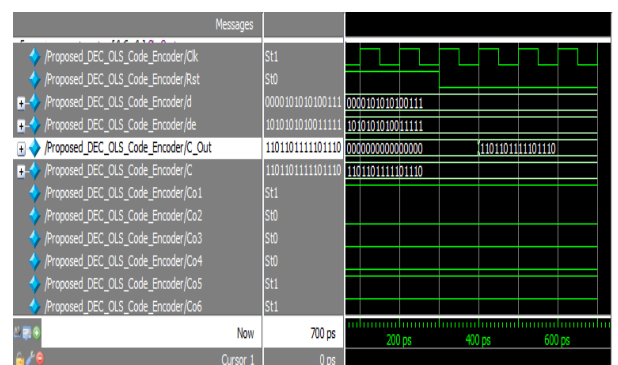 Messages
/Proposed_DEC_OLS_Code_Encoder/Clk St1
/Proposed_DEC_OLS_Code_Encoder/Rst St0
/Proposed_DEC_OLS_Code_Encoder/d 0000101010100111 0000101010100111
/Proposed_DEC_OLS_Code_Encoder/de 1010101010011111 1010101010011111
/Proposed_DEC_OLS_Code_Encoder/C_Out 1101101111101110 0000000000000000 1101101111101110
/Proposed_DEC_OLS_Code_Encoder/C 1101101111101110 1101101111101110
/Proposed_DEC_OLS_Code_Encoder/Co1 St1
/Proposed_DEC_OLS_Code_Encoder/Co2 St0
/Proposed_DEC_OLS_Code_Encoder/Co3 St0
/Proposed_DEC_OLS_Code_Encoder/Co4 St0
/Proposed_DEC_OLS_Code_Encoder/Co5 St1
/Proposed_DEC_OLS_Code_Encoder/Co6 St1
Now 700 ps 200 ps 400 ps 600 ps
Cursor 1 0 ps